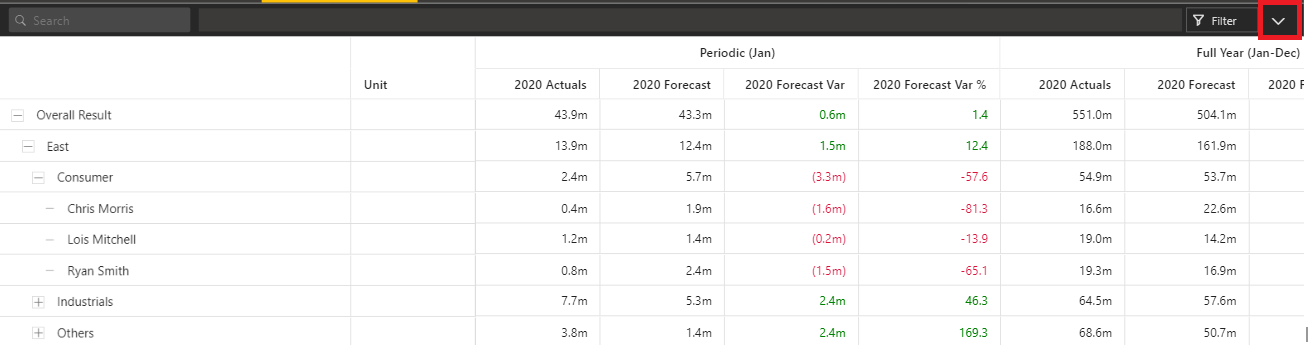 Search Filter
Periodic (Jan) Full Year (Jan-Dec)
Unit 2020 Actuals 2020 Forecast 2020 Forecast Var 2020 Forecast Var % 2020 Actuals 2020 Forecast 2020 F
Overall Result 43.9m 43.3m 0.6m 1.4 551.0m 504.1m
East 13.9m 12.4m 1.5m 12.4 188.0m 161.9m
Consumer 2.4m 5.7m (3.3m) -57.6 54.9m 53.7m
Chris Morris 0.4m 1.9m (1.6m) -81.3 16.6m 22.6m
Lois Mitchell 1.2m 1.4m (0.2m) -13.9 19.0m 14.2m
Ryan Smith 0.8m 2.4m (1.5m) -65.1 19.3m 16.9m
Industrials 7.7m 5.3m 2.4m 46.3 64.5m 57.6m
Others 3.8m 1.4m 2.4m 169.3 68.6m 50.7m